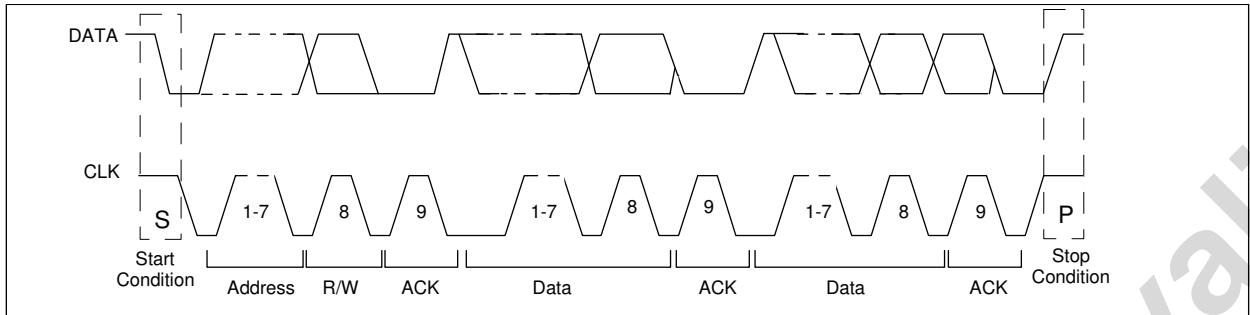 DATA
CLK
S
1-7
8
9
1-7
8
9
1-7
8
9
P
Start
Condition
Address
R/W
ACK
Data
ACK
Data
ACK
Stop
Condition